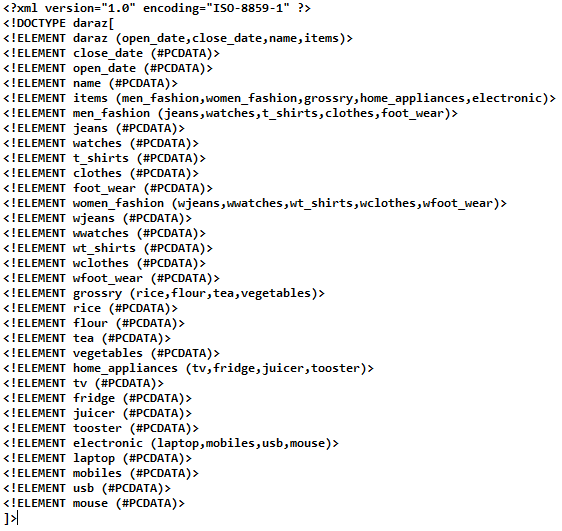 <?xml version="1.0" encoding="ISO-8859-1" ?>
<!DOCTYPE daraz[
<!ELEMENT daraz (open_date,close_date,name,items)>
<!ELEMENT close_date (#PCDATA)>
<!ELEMENT open_date (#PCDATA)>
<!ELEMENT name (#PCDATA)>
<!ELEMENT items (men_fashion,women_fashion,grossry,home_appliances,electronic)>
<!ELEMENT men_fashion (jeans,watches,t_shirts,clothes,foot_wear)>
<!ELEMENT jeans (#PCDATA)>
<!ELEMENT watches (#PCDATA)>
<!ELEMENT t_shirts (#PCDATA)>
<!ELEMENT clothes (#PCDATA)>
<!ELEMENT foot_wear (#PCDATA)>
<!ELEMENT women_fashion (wjeans,wwatches,wt_shirts,wclothes,wfoot_wear)>
<!ELEMENT wjeans (#PCDATA)>
<!ELEMENT wwatches (#PCDATA)>
<!ELEMENT wt_shirts (#PCDATA)>
<!ELEMENT wclothes (#PCDATA)>
<!ELEMENT wfoot_wear (#PCDATA)>
<!ELEMENT grossry (rice,flour,tea,vegetables)>
<!ELEMENT rice (#PCDATA)>
<!ELEMENT flour (#PCDATA)>
<!ELEMENT tea (#PCDATA)>
<!ELEMENT vegetables (#PCDATA)>
<!ELEMENT home_appliances (tv,fridge,juicer,tooster)>
<!ELEMENT tv (#PCDATA)>
<!ELEMENT fridge (#PCDATA)>
<!ELEMENT juicer (#PCDATA)>
<!ELEMENT tooster (#PCDATA)>
<!ELEMENT electronic (laptop,mobiles,usb,mouse)>
<!ELEMENT laptop (#PCDATA)>
<!ELEMENT mobiles (#PCDATA)>
<!ELEMENT usb (#PCDATA)>
<!ELEMENT mouse (#PCDATA)>
]>